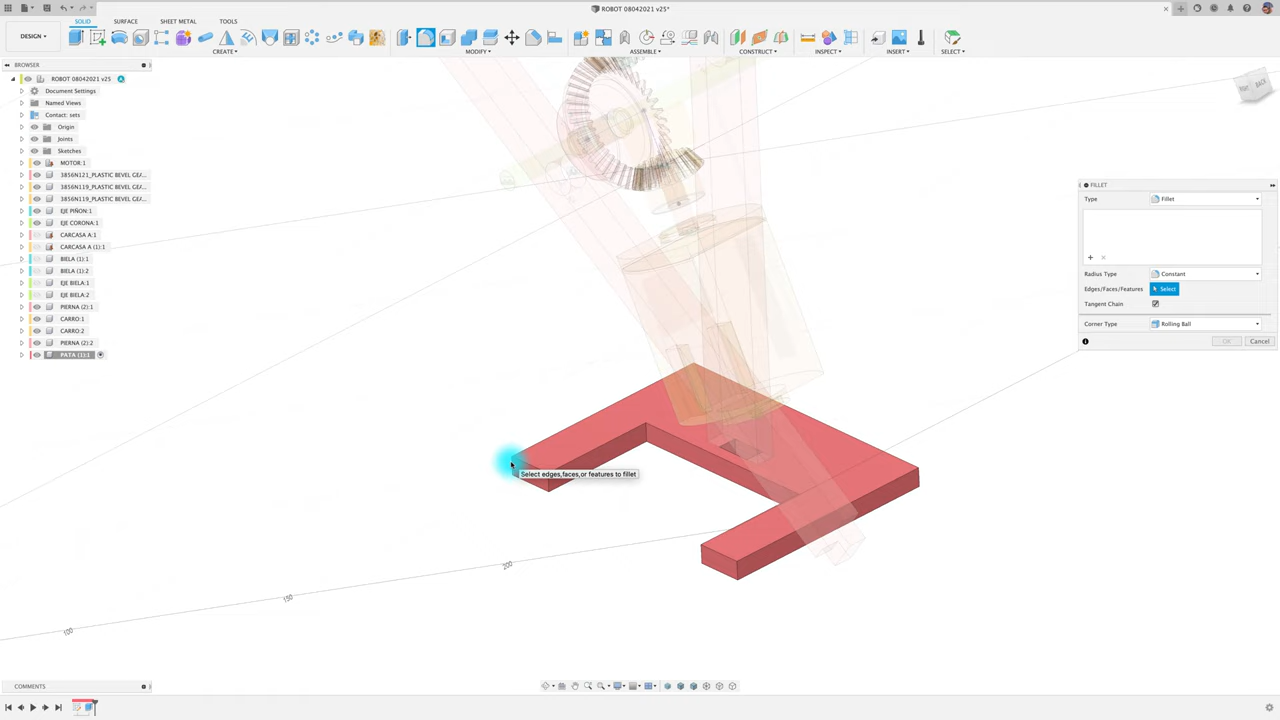 ROBOT 08042021 v25*
DESIGN
SOLID
SURFACE
SHEET METAL
TOOLS
CREATE
MODIFY
ASSEMBLE
CONSTRUCT
INSPECT
INSERT
SELECT
BROWSER
ROBOT 08042021 v25
Document Settings
Named Views
Contact: sets
Origin
Joints
Sketches
MOTOR:1
3856N121_PLASTIC BEVEL GEA...
3856N119_PLASTIC BEVEL GEA...
3856N119_PLASTIC BEVEL GEA...
EJE PIÑON:1
EJE CORONA:1
CARCASA A:1
CARCASA A (1):1
BIELA (1):1
BIELA (1):2
EJE BIELA:1
EJE BIELA:2
PIERNA (2):1
CARRO:1
CARRO:2
PIERNA (2):2
PATA (1):1
BACK
FILLET
Type
Fillet
Radius Type
Constant
Edges/Faces/Features
Select
Tangent Chain
Corner Type
Rolling Ball
OK
Cancel
Select edges,faces,or features to fillet
200
150
100
COMMENTS